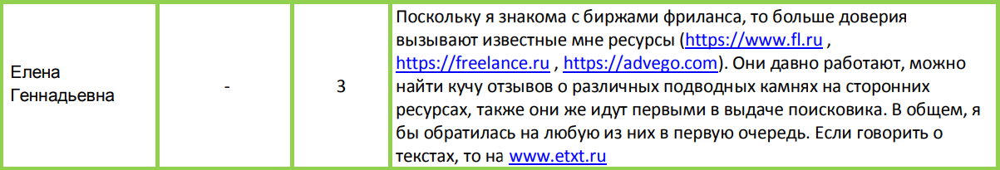 Елена
Геннадьевна
-
3
Поскольку я знакома с биржами фриланса, то больше доверия
вызывают известные мне ресурсы (https://www.fl.ru ,
https://freelance.ru , https://advego.com). Они давно работают, можно
найти кучу отзывов о различных подводных камнях на сторонних
ресурсах, также они же идут первыми в выдаче поисковика. В общем, я
бы обратилась на любую из них в первую очередь. Если говорить о
текстах, то на www.etxt.ru